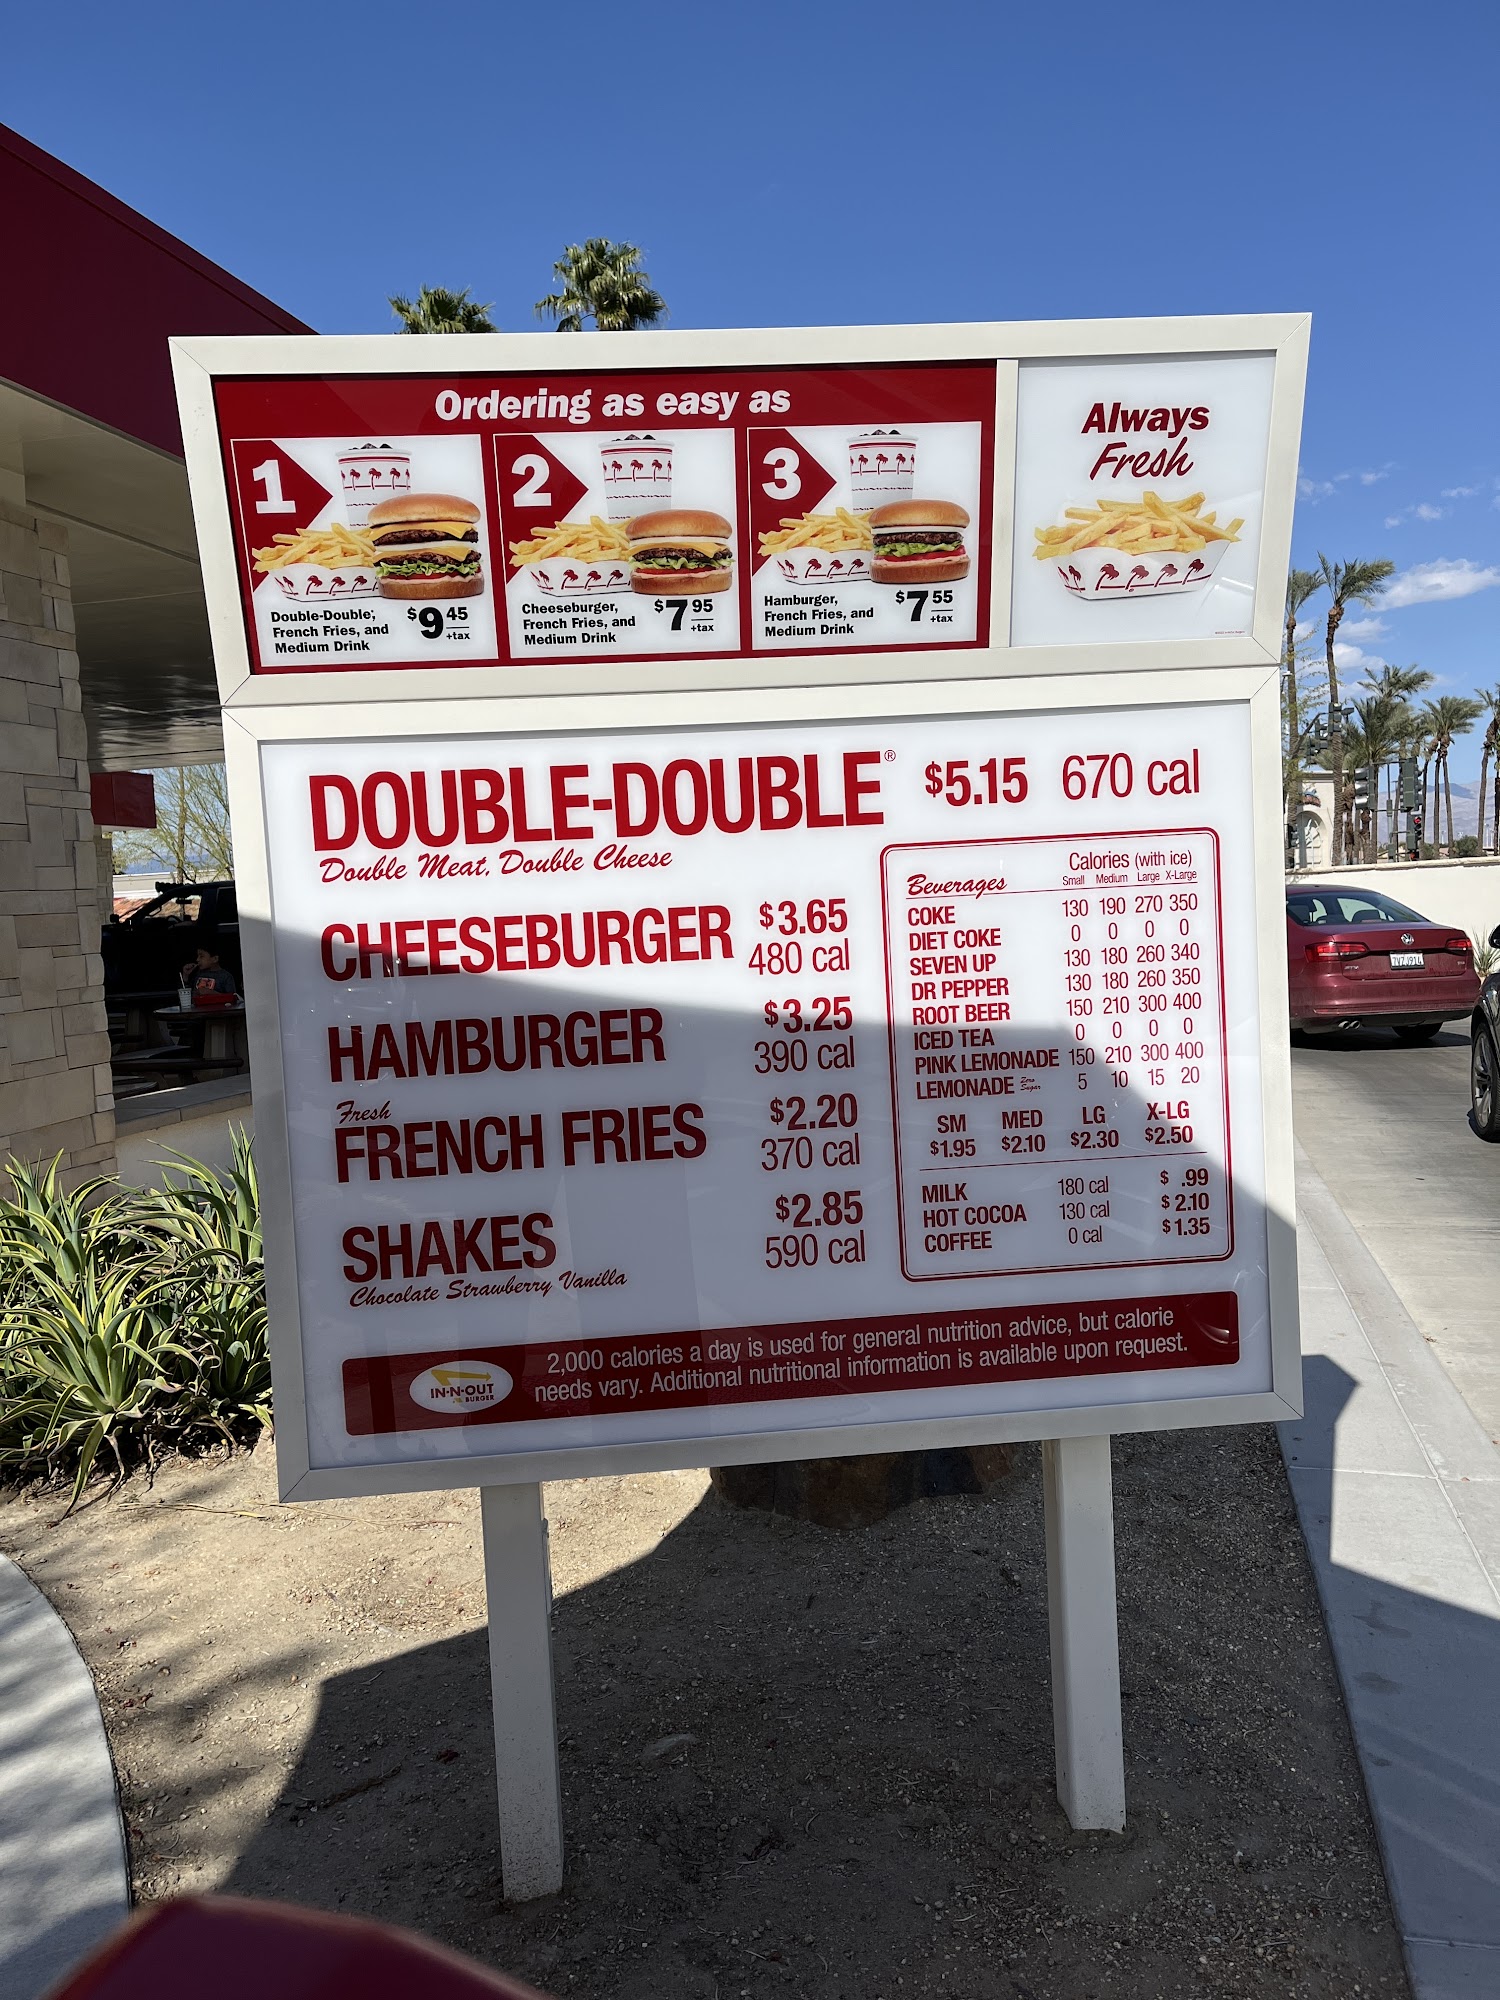 Ordering as easy as
1
Double-Double®,
French Fries, and
Medium Drink
$9 45
+tax
2
Cheeseburger,
French Fries, and
Medium Drink
$7 95
+tax
3
Hamburger,
French Fries, and
Medium Drink
$7 55
+tax
Always
Fresh
DOUBLE-DOUBLE® $5.15 670 cal
Double Meat, Double Cheese
CHEESEBURGER $3.65
480 cal
HAMBURGER $3.25
390 cal
Fresh
FRENCH FRIES $2.20
370 cal
SHAKES $2.85
590 cal
Chocolate Strawberry Vanilla
Beverages Calories (with ice)
Small Medium Large X-Large
COKE 130 190 270 350
DIET COKE 0 0 0 0
SEVEN UP 130 180 260 340
DR PEPPER 130 180 260 350
ROOT BEER 150 210 300 400
ICED TEA 0 0 0 0
PINK LEMONADE 150 210 300 400
LEMONADE Zero Sugar 5 10 15 20
SM MED LG X-LG
$1.95 $2.10 $2.30 $2.50
MILK 180 cal $ .99
HOT COCOA 130 cal $2.10
COFFEE 0 cal $1.35
IN-N-OUT
BURGER
2,000 calories a day is used for general nutrition advice, but calorie
needs vary. Additional nutritional information is available upon request.